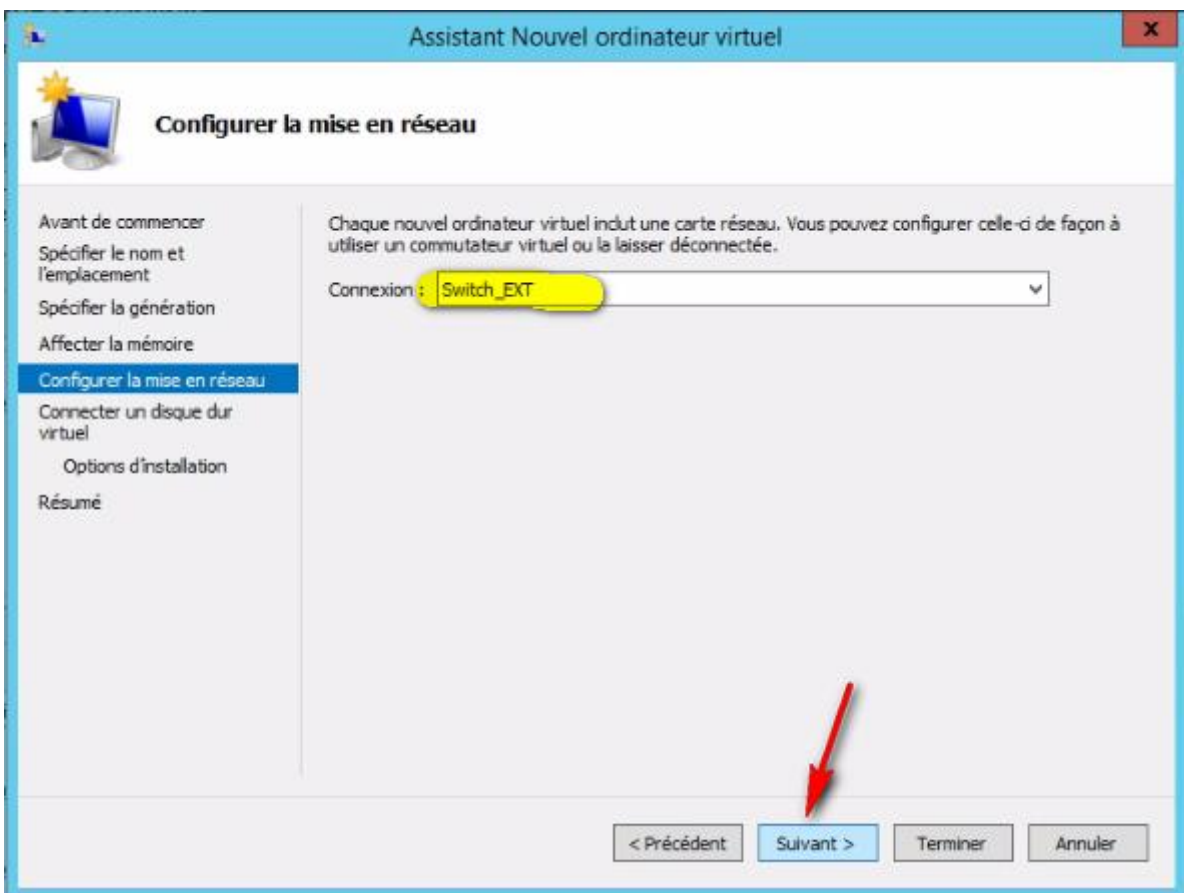 Assistant Nouvel ordinateur virtuel
x
Configurer la mise en réseau
Avant de commencer
Spécifier le nom et
l'emplacement
Spécifier la génération
Affecter la mémoire
Configurer la mise en réseau
Connecter un disque dur
virtuel
Options d'installation
Résumé
Chaque nouvel ordinateur virtuel inclut une carte réseau. Vous pouvez configurer celle-ci de façon à
utiliser un commutateur virtuel ou la laisser déconnectée.
Connexion : Switch_EXT
< Précédent Suivant > Terminer Annuler